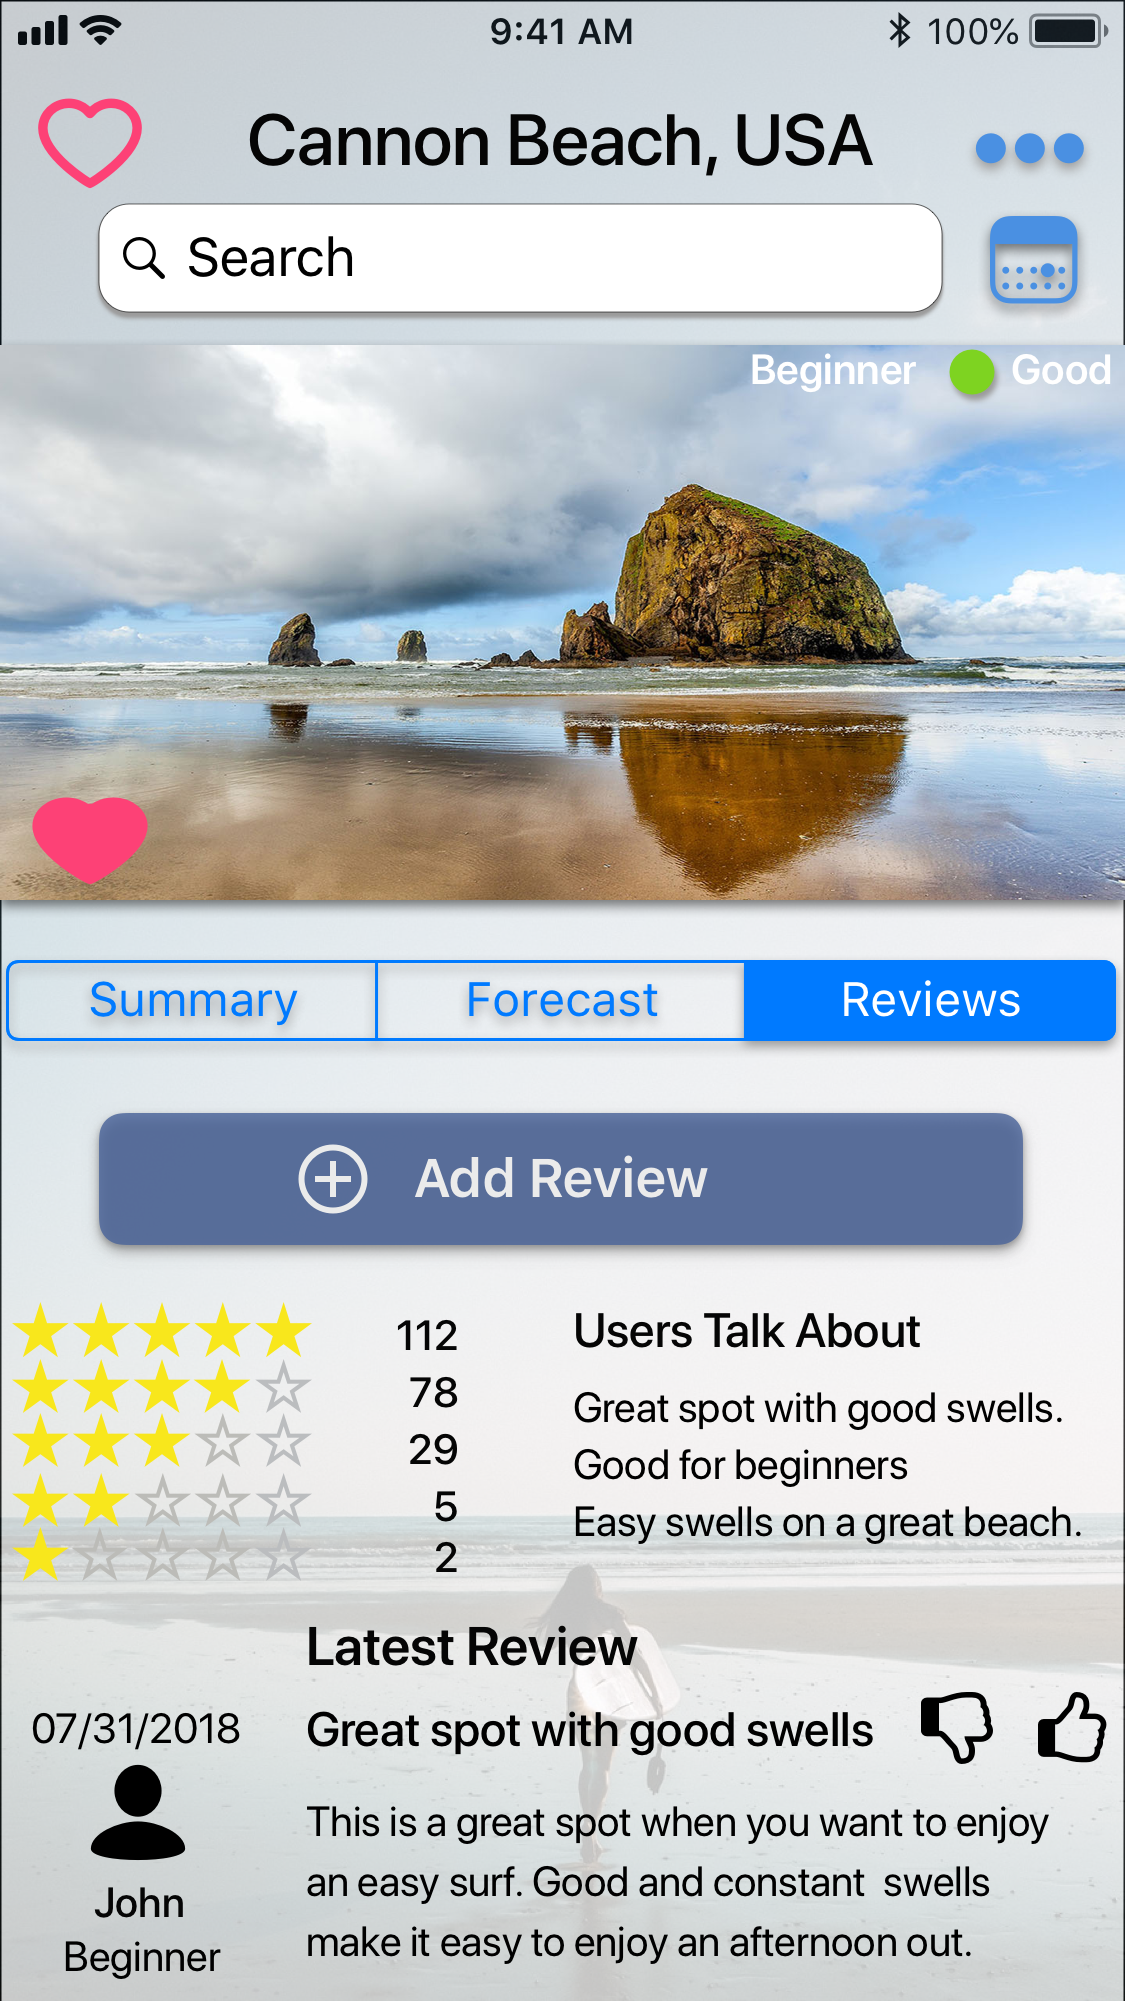 9:41 AM 100%
Cannon Beach, USA
Search
Beginner Good
Summary Forecast Reviews
Add Review
112
78
29
5
2
Users Talk About
Great spot with good swells.
Good for beginners
Easy swells on a great beach.
Latest Review
07/31/2018
John
Beginner
Great spot with good swells
This is a great spot when you want to enjoy
an easy surf. Good and constant swells
make it easy to enjoy an afternoon out.